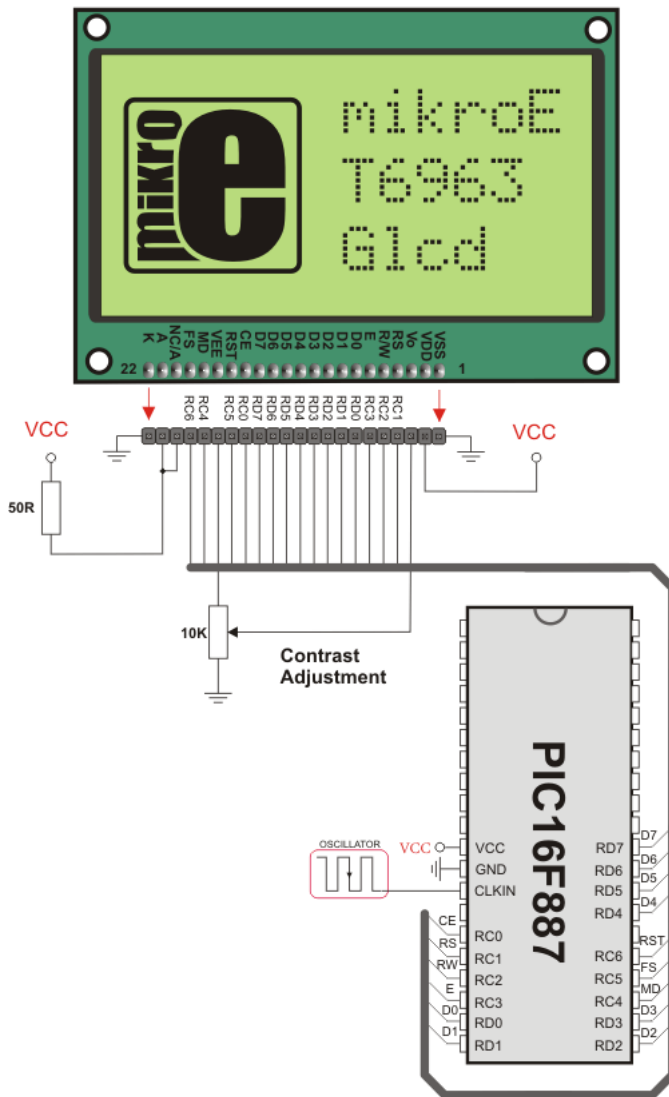 mikro
e
mikroE
T6963
Glcd
22 K A NC/A FS MD VEE RST CE D7 D6 D5 D4 D3 D2 D1 D0 E R/W RS Vo VDD VSS 1
RC6 RC4 RC5 RC0 RD7 RD6 RD5 RD4 RD3 RD2 RD1 RD0 RC3 RC2 RC1
VCC
VCC
50R
10K
Contrast
Adjustment
PIC16F887
OSCILLATOR
VCC
VCC
GND
CLKIN
CE
RC0
RS
RC1
RW
RC2
E
RC3
D0
RD0
D1
RD1
RD7
D7
RD6
D6
RD5
D5
RD4
D4
RC6
RST
RC5
FS
RC4
MD
RD3
D3
RD2
D2